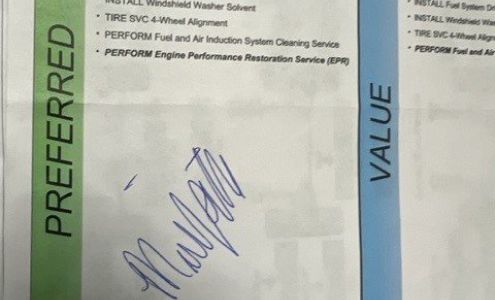 PREFERRED
INSTALL Windshield Washer Solvent
• TIRE SVC 4-Wheel Alignment
• PERFORM Fuel and Air Induction System Cleaning Service
• PERFORM Engine Performance Restoration Service (EPR)
VALUE
INSTALL Fuel System
• INSTALL Windshield
• TIRE SVC 4-Wheel
• PERFORM Fuel and Air